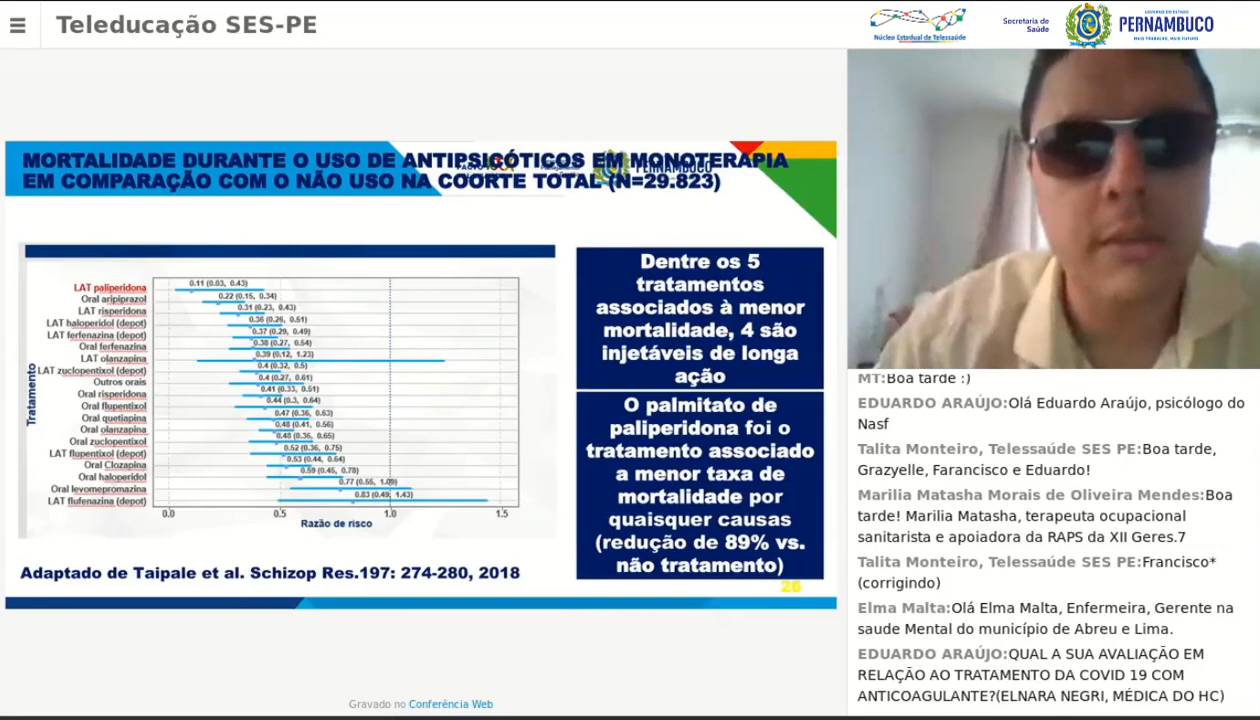 Teleducação SES-PE
Núcleo Estadual de Telessaúde
Secretaria de
Saúde
GOVERNO DO ESTADO
PERNAMBUCO
MAIS TRABALHO, MAIS FUTURO
MORTALIDADE DURANTE O USO DE ANTIPSICÓTICOS EM MONOTERAPIA
EM COMPARAÇÃO COM O NÃO USO NA COORTE TOTAL (N=29.823)
Tratamento
LAT paliperidona 0.11 (0.03, 0.43)
Oral aripiprazol 0.22 (0.15, 0.34)
LAT risperidona 0.31 (0.23, 0.43)
LAT haloperidol (depot) 0.36 (0.26, 0.51)
LAT ferfenazina (depot) 0.37 (0.29, 0.49)
Oral ferfenazina 0.38 (0.27, 0.54)
LAT olanzapina 0.39 (0.12, 1.23)
LAT zuclopentixol (depot) 0.4 (0.32, 0.5)
Outros orais 0.4 (0.27, 0.61)
Oral risperidona 0.41 (0.33, 0.51)
Oral flupentixol 0.44 (0.3, 0.64)
Oral quetiapina 0.47 (0.36, 0.63)
Oral olanzapina 0.48 (0.41, 0.56)
Oral zuclopentixol 0.48 (0.36, 0.65)
LAT flupentixol (depot) 0.52 (0.36, 0.75)
Oral Clozapina 0.53 (0.44, 0.64)
Oral haloperidol 0.59 (0.45, 0.78)
Oral levomepromazina 0.77 (0.55, 1.09)
LAT flufenazina (depot) 0.83 (0.49, 1.43)
0.0 0.5 1.0 1.5
Razão de risco
Dentre os 5
tratamentos
associados à menor
mortalidade, 4 são
injetáveis de longa
ação
O palmitato de
paliperidona foi o
tratamento associado
a menor taxa de
mortalidade por
quaisquer causas
(redução de 89% vs.
não tratamento)
Adaptado de Taipale et al. Schizop Res.197: 274-280, 2018
26
Gravado no Conferência Web
MT:Boa tarde :)
EDUARDO ARAÚJO:Olá Eduardo Araújo, psicólogo do
Nasf
Talita Monteiro, Telessaúde SES PE:Boa tarde,
Grazyelle, Farancisco e Eduardo!
Marilia Matasha Morais de Oliveira Mendes:Boa
tarde! Marilia Matasha, terapeuta ocupacional
sanitarista e apoiadora da RAPS da XII Geres.7
Talita Monteiro, Telessaúde SES PE:Francisco*
(corrigindo)
Elma Malta:Olá Elma Malta, Enfermeira, Gerente na
saude Mental do município de Abreu e Lima.
EDUARDO ARAÚJO:QUAL A SUA AVALIAÇÃO EM
RELAÇÃO AO TRATAMENTO DA COVID 19 COM
ANTICOAGULANTE?(ELNARA NEGRI, MÉDICA DO HC)